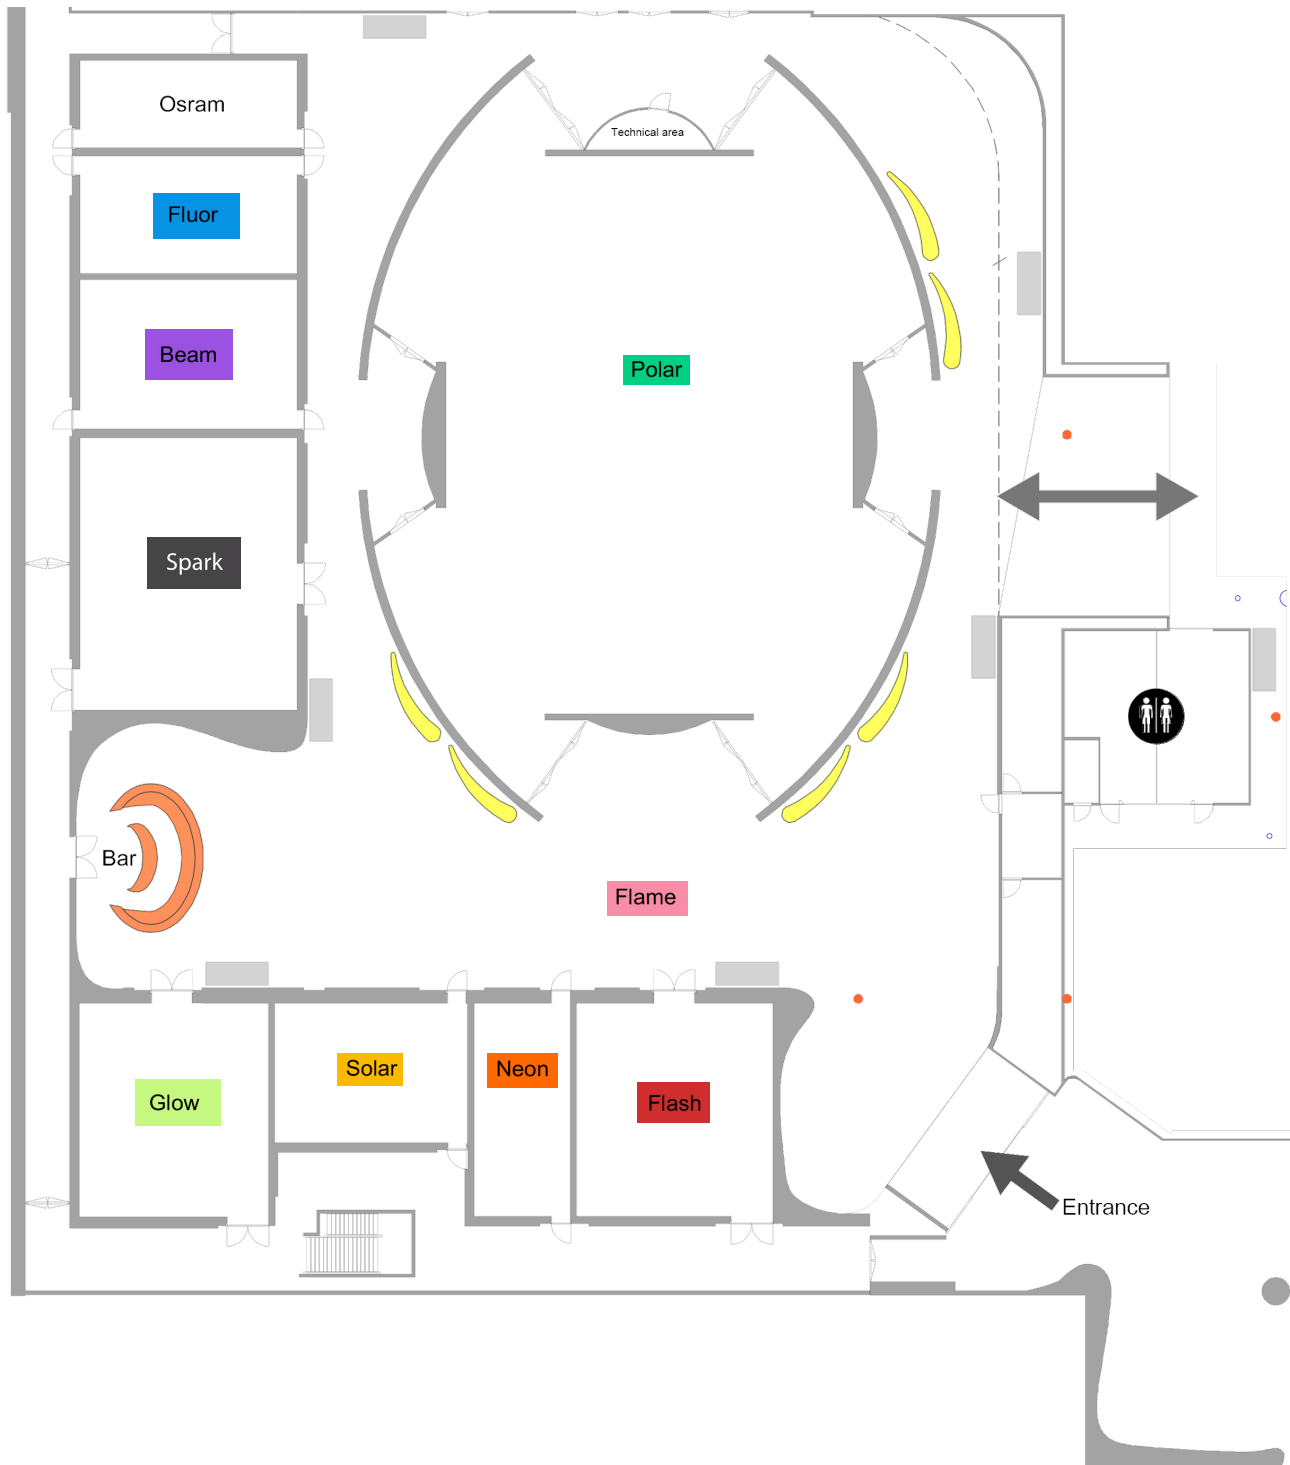 Osram
Technical area
Fluor
Beam
Polar
Spark
Bar
Flame
Solar
Neon
Glow
Flash
Entrance